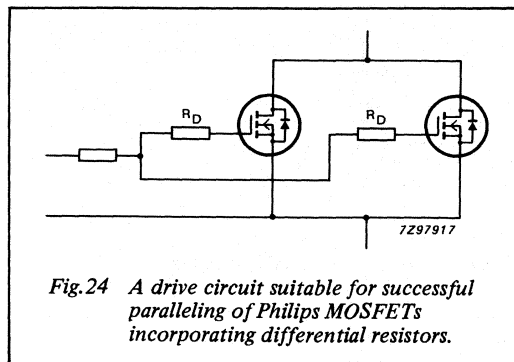 R_D
R_D
7Z97917
Fig.24 A drive circuit suitable for successful
paralleling of Philips MOSFETs
incorporating differential resistors.